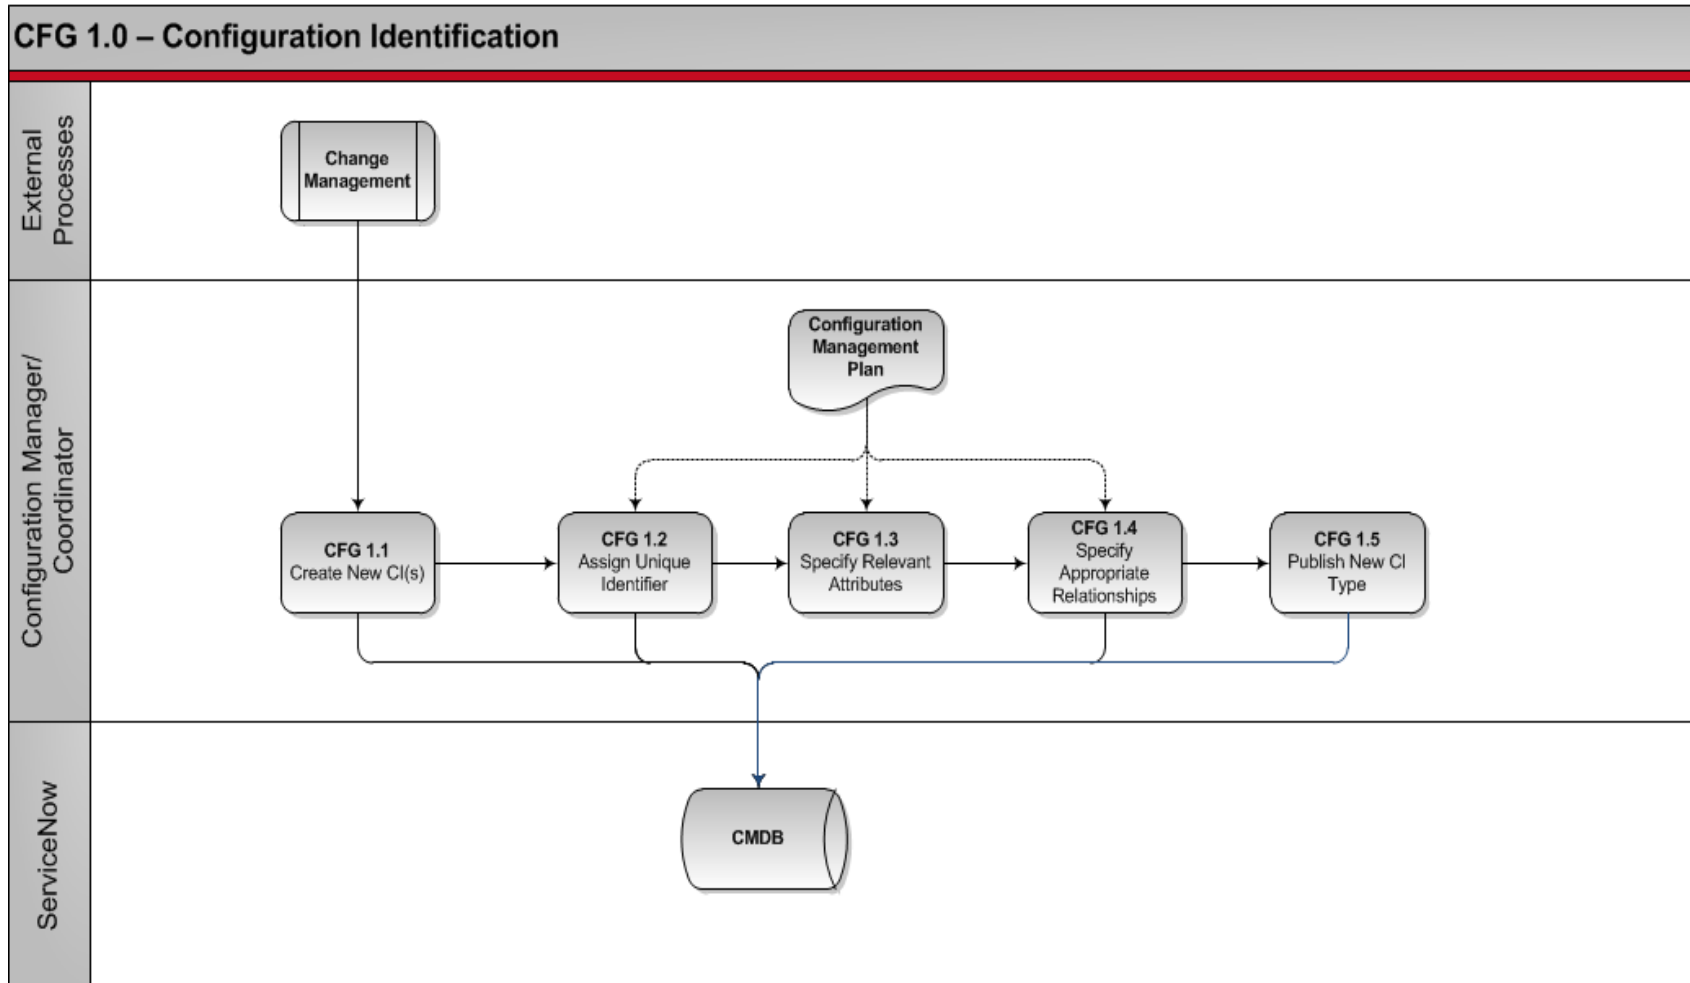 CFG 1.0 – Configuration Identification
External
Processes
Change
Management
Configuration Manager/
Coordinator
Configuration
Management
Plan
CFG 1.1
Create New CI(s)
CFG 1.2
Assign Unique
Identifier
CFG 1.3
Specify Relevant
Attributes
CFG 1.4
Specify
Appropriate
Relationships
CFG 1.5
Publish New CI
Type
ServiceNow
CMDB